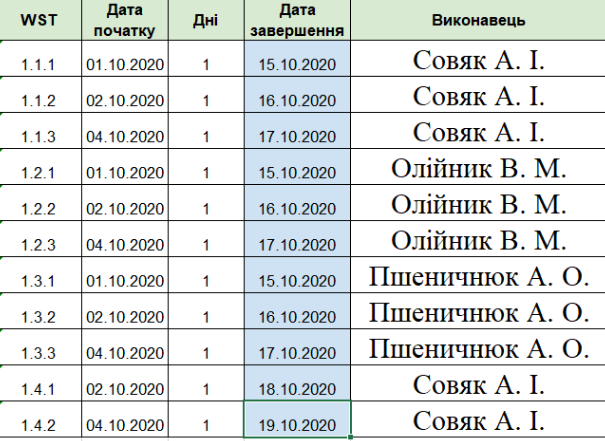 WST Дата початку Дні Дата завершення Виконавець
1.1.1 01.10.2020 1 15.10.2020 Совяк А. І.
1.1.2 02.10.2020 1 16.10.2020 Совяк А. І.
1.1.3 04.10.2020 1 17.10.2020 Совяк А. І.
1.2.1 01.10.2020 1 15.10.2020 Олійник В. М.
1.2.2 02.10.2020 1 16.10.2020 Олійник В. М.
1.2.3 04.10.2020 1 17.10.2020 Олійник В. М.
1.3.1 01.10.2020 1 15.10.2020 Пшеничнюк А. О.
1.3.2 02.10.2020 1 16.10.2020 Пшеничнюк А. О.
1.3.3 04.10.2020 1 17.10.2020 Пшеничнюк А. О.
1.4.1 02.10.2020 1 18.10.2020 Совяк А. І.
1.4.2 04.10.2020 1 19.10.2020 Совяк А. І.